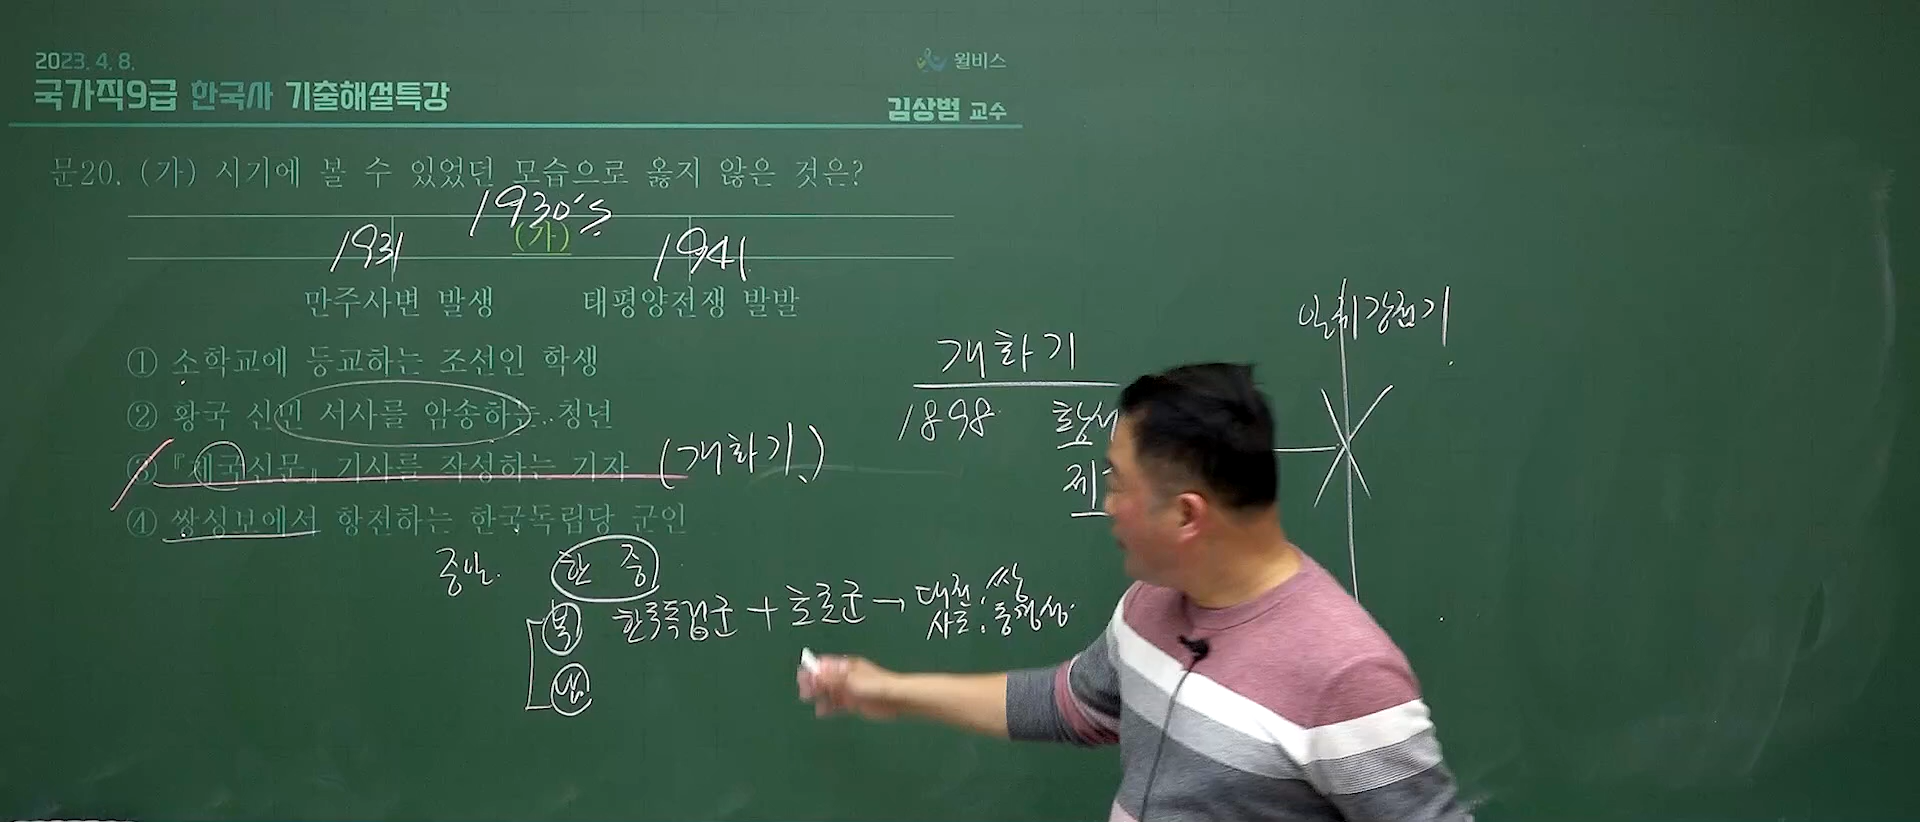 2023. 4. 8.
국가직9급 한국사 기출해설특강
윌비스
김상범 교수
문20. (가) 시기에 볼 수 있었던 모습으로 옳지 않은 것은?
1930's
1931 (가) 1941
만주사변 발생 태평양전쟁 발발
① 소학교에 등교하는 조선인 학생
② 황국 신민 서사를 암송하는 청년
③ 『제국신문』 기사를 작성하는 기자 (개화기.)
④ 쌍성보에서 항전하는 한국독립당 군인
개화기
1898 황성
제
일제강점기
한 중
북 한국독립군 + 호로군 → 대전, 쌍
사도, 동경성
남